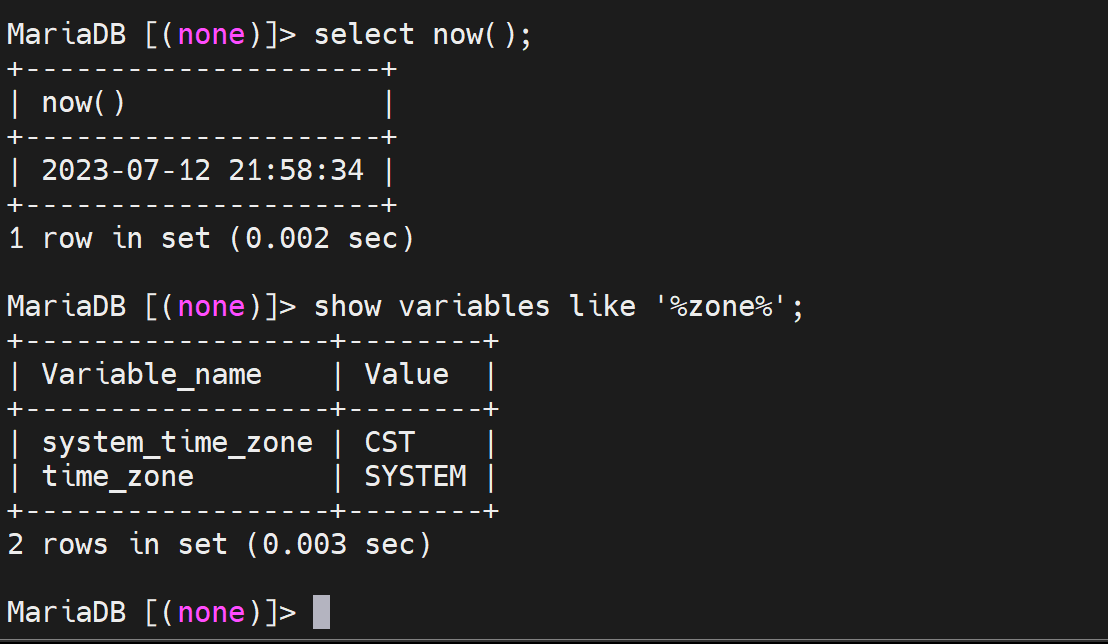 MariaDB [(none)]> select now();
+---------------------+
| now()               |
+---------------------+
| 2023-07-12 21:58:34 |
+---------------------+
1 row in set (0.002 sec)

MariaDB [(none)]> show variables like '%zone%';
+------------------+--------+
| Variable_name    | Value  |
+------------------+--------+
| system_time_zone | CST    |
| time_zone        | SYSTEM |
+------------------+--------+
2 rows in set (0.003 sec)

MariaDB [(none)]>